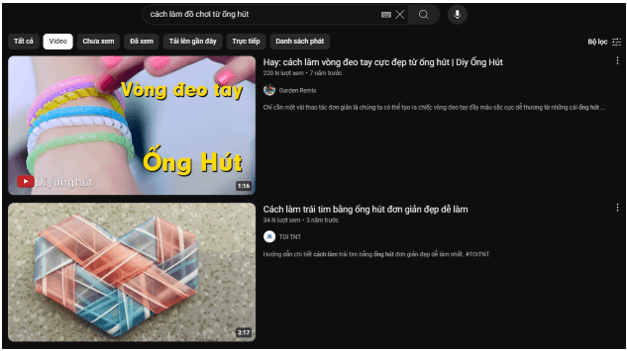 cách làm đồ chơi từ ống hút
Tất cả
Video
Chưa xem
Đã xem
Tải lên gần đây
Trực tiếp
Danh sách phát
Bộ lọc
Vòng đeo tay
Ống Hút
Diyonghut
1:16
Hay: cách làm vòng đeo tay cực đẹp từ ống hút | Diy Ống Hút
220 N lượt xem • 7 năm trước
Garden Remix
Chỉ cần một vài thao tác đơn giản là chúng ta có thể tạo ra chiếc vòng đeo tay đầy màu sắc cực dễ thương từ những cái ống hút ...
3:17
Cách làm trái tim bằng ống hút đơn giản đẹp dễ làm
34 N lượt xem • 3 năm trước
TOI TNT
Hướng dẫn chi tiết cách làm trái tim bằng ống hút đơn giản đẹp dễ làm nhất. #TOITNT.